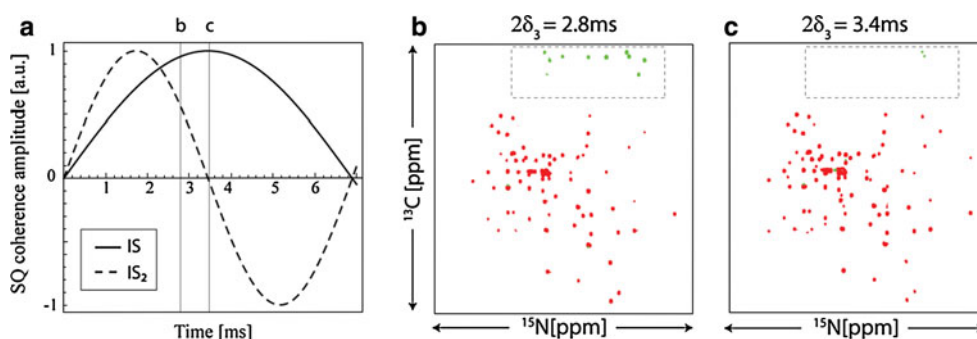 a
b
c
SQ coherence amplitude [a.u.]
1
0
-1
1 2 3 4 5 6
IS
IS₂
Time [ms]
b
2δ₃ = 2.8ms
¹³C [ppm]
¹⁵N[ppm]
c
2δ₃ = 3.4ms
¹⁵N[ppm]